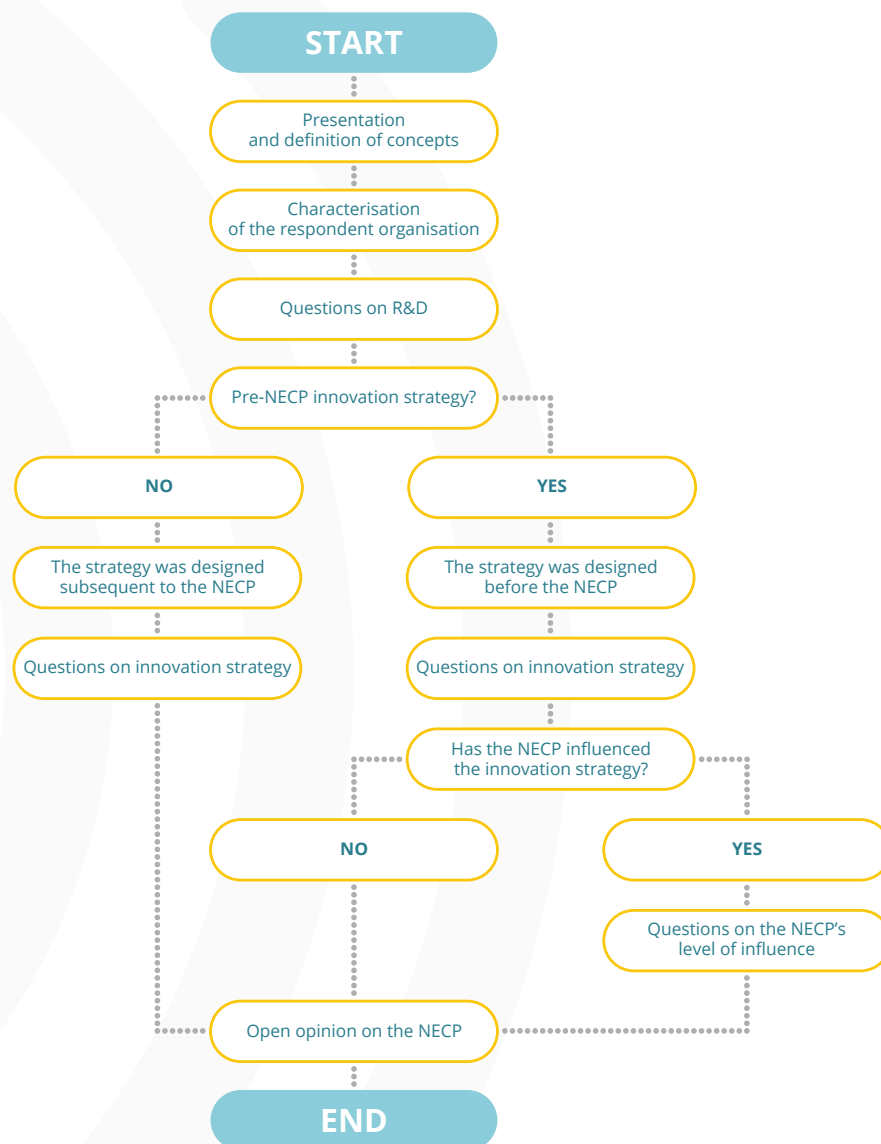 START
Presentation
and definition of concepts
Characterisation
of the respondent organisation
Questions on R&D
Pre-NECP innovation strategy?
NO
YES
The strategy was designed
subsequent to the NECP
The strategy was designed
before the NECP
Questions on innovation strategy
Questions on innovation strategy
Has the NECP influenced
the innovation strategy?
NO
YES
Questions on the NECP’s
level of influence
Open opinion on the NECP
END